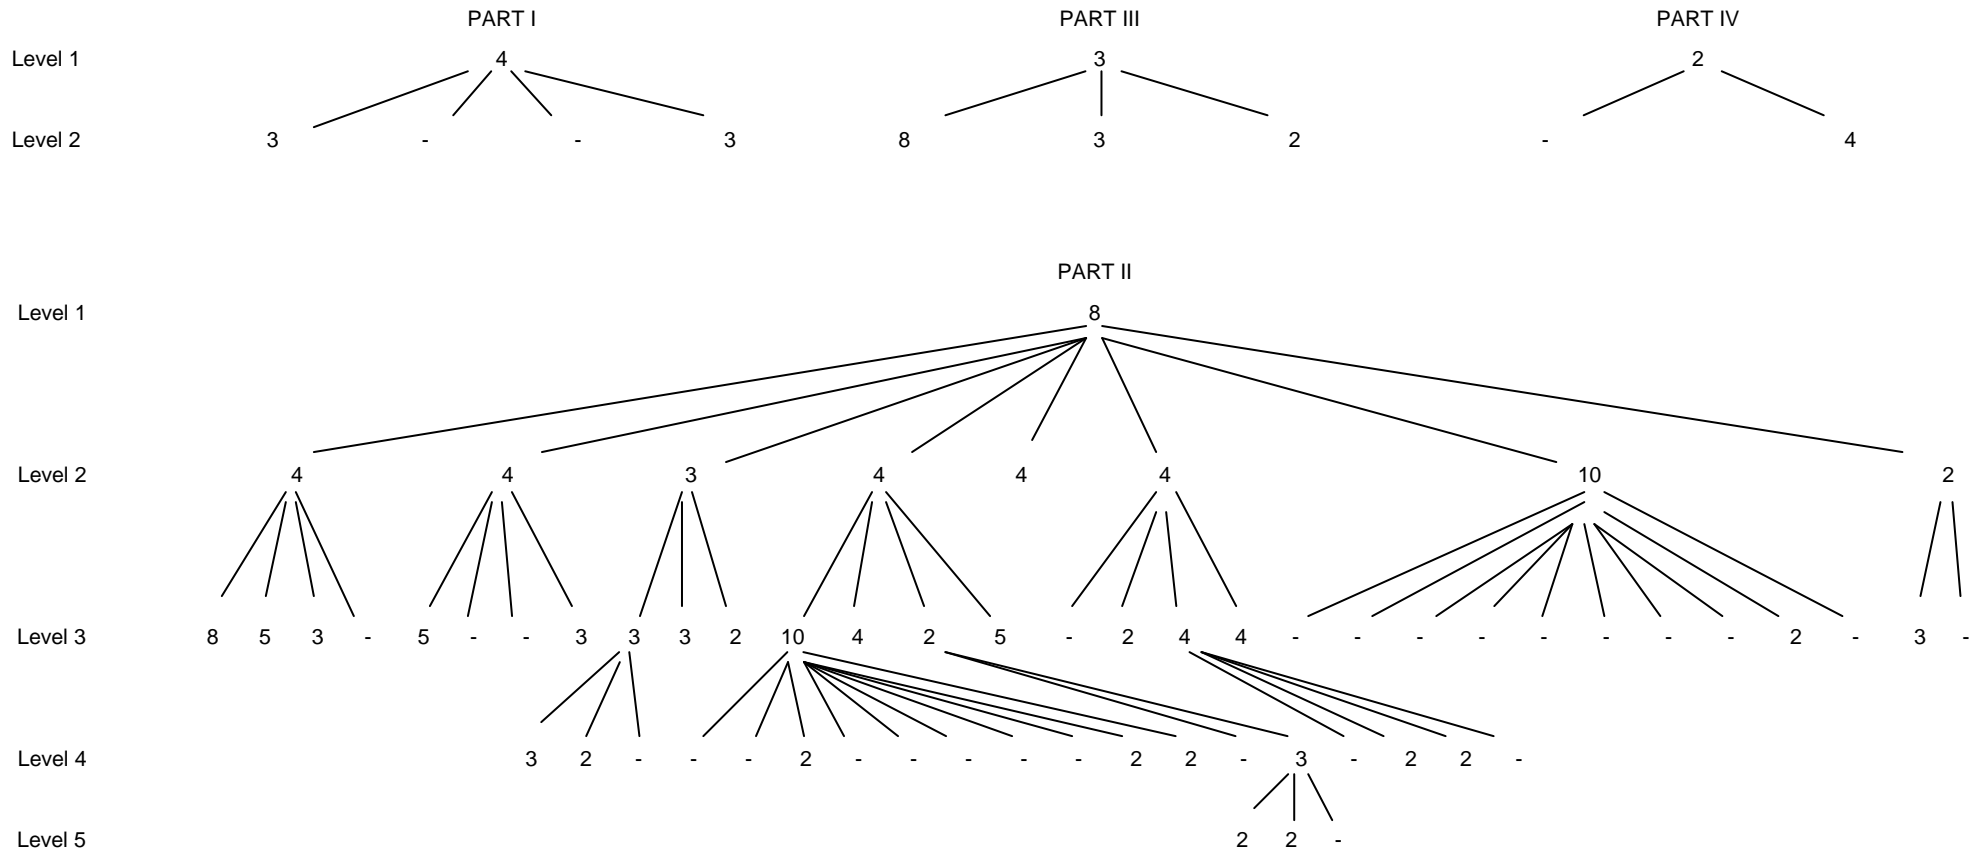 PART I PART III PART IV
Level 1 4 3 2
Level 2 3 - - 3 8 3 2 - 4
PART II
Level 1 8
Level 2 4 4 3 4 4 4 10 2
Level 3 8 5 3 - 5 - - 3 3 3 2 10 4 2 5 - 2 4 4 - - - - - - - - 2 - 3 -
Level 4 3 2 - - - 2 - - - - - 2 2 - 3 - 2 2 -
Level 5 2 2 -